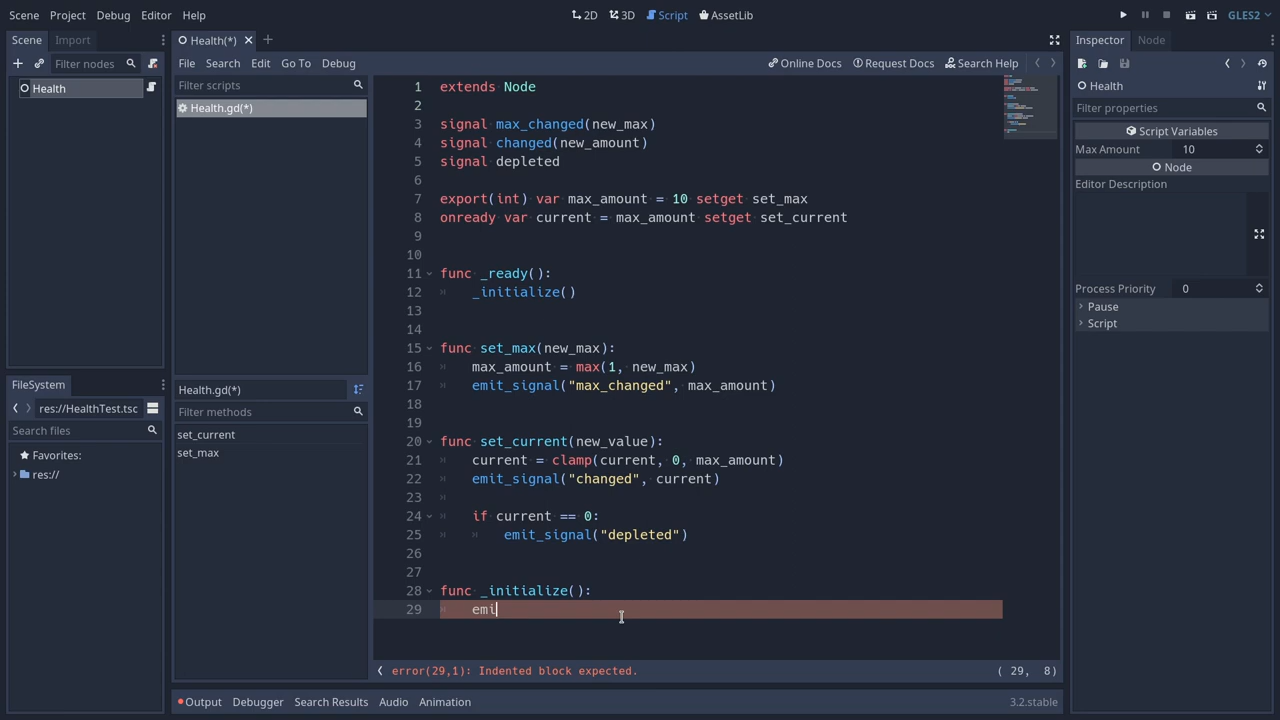 Scene Project Debug Editor Help
2D 3D Script AssetLib
GLES2
Scene Import
Filter nodes
Health
FileSystem
res://HealthTest.tsc
Search files
Favorites:
res://
Health(*)
File Search Edit Go To Debug
Online Docs Request Docs Search Help
Filter scripts
Health.gd(*)
Health.gd(*)
Filter methods
set_current
set_max
1 extends Node
2
3 signal max_changed(new_max)
4 signal changed(new_amount)
5 signal depleted
6
7 export(int) var max_amount = 10 setget set_max
8 onready var current = max_amount setget set_current
9
10
11 func _ready():
12 _initialize()
13
14
15 func set_max(new_max):
16 max_amount = max(1, new_max)
17 emit_signal("max_changed", max_amount)
18
19
20 func set_current(new_value):
21 current = clamp(current, 0, max_amount)
22 emit_signal("changed", current)
23
24 if current == 0:
25 emit_signal("depleted")
26
27
28 func _initialize():
29 emi
error(29,1): Indented block expected.
( 29, 8)
Output Debugger Search Results Audio Animation
3.2.stable
Inspector Node
Health
Filter properties
Script Variables
Max Amount 10
Node
Editor Description
Process Priority 0
Pause
Script